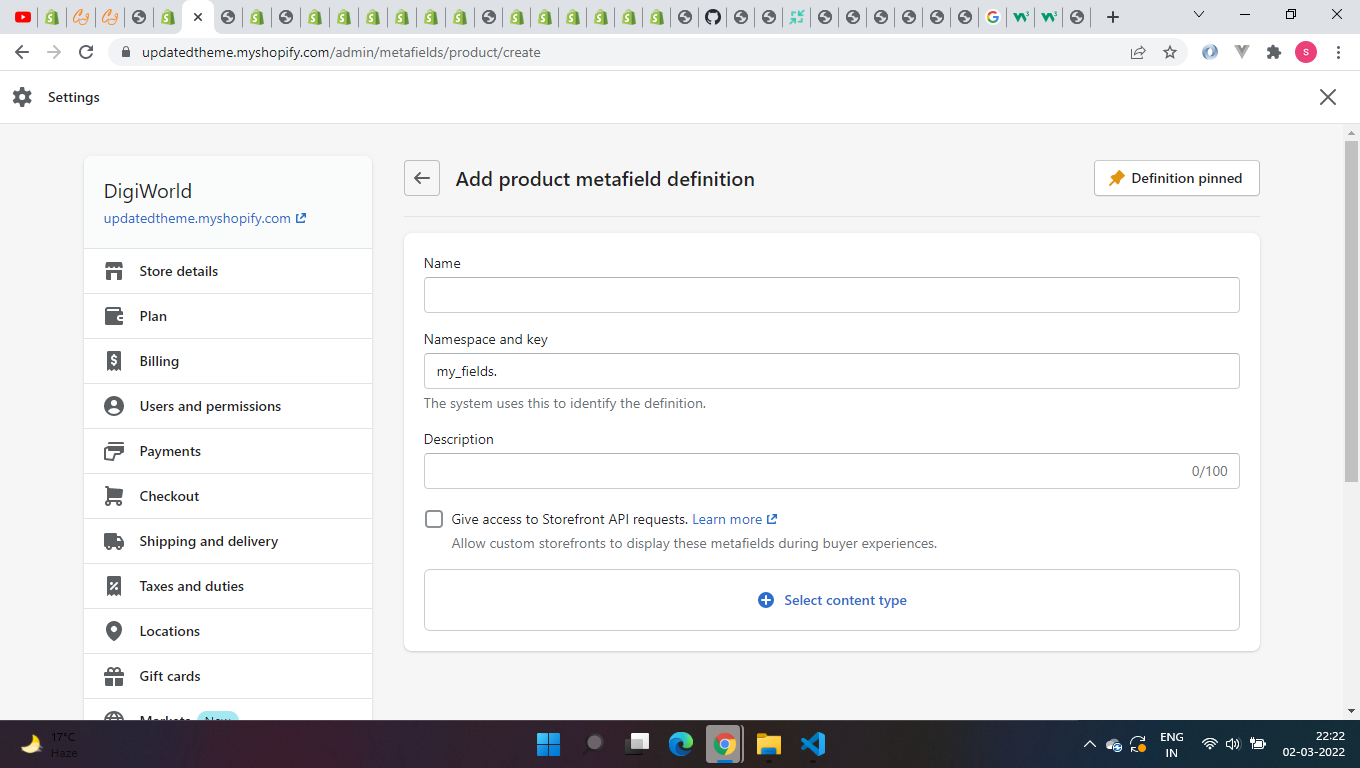 updatedtheme.myshopify.com/admin/metafields/product/create
S
Settings
DigiWorld
updatedtheme.myshopify.com
Store details
Plan
Billing
Users and permissions
Payments
Checkout
Shipping and delivery
Taxes and duties
Locations
Gift cards
Markets New
Add product metafield definition
Definition pinned
Name
Namespace and key
my_fields.
The system uses this to identify the definition.
Description
0/100
Give access to Storefront API requests. Learn more
Allow custom storefronts to display these metafields during buyer experiences.
Select content type
17°C
Haze
ENG
IN
22:22
02-03-2022